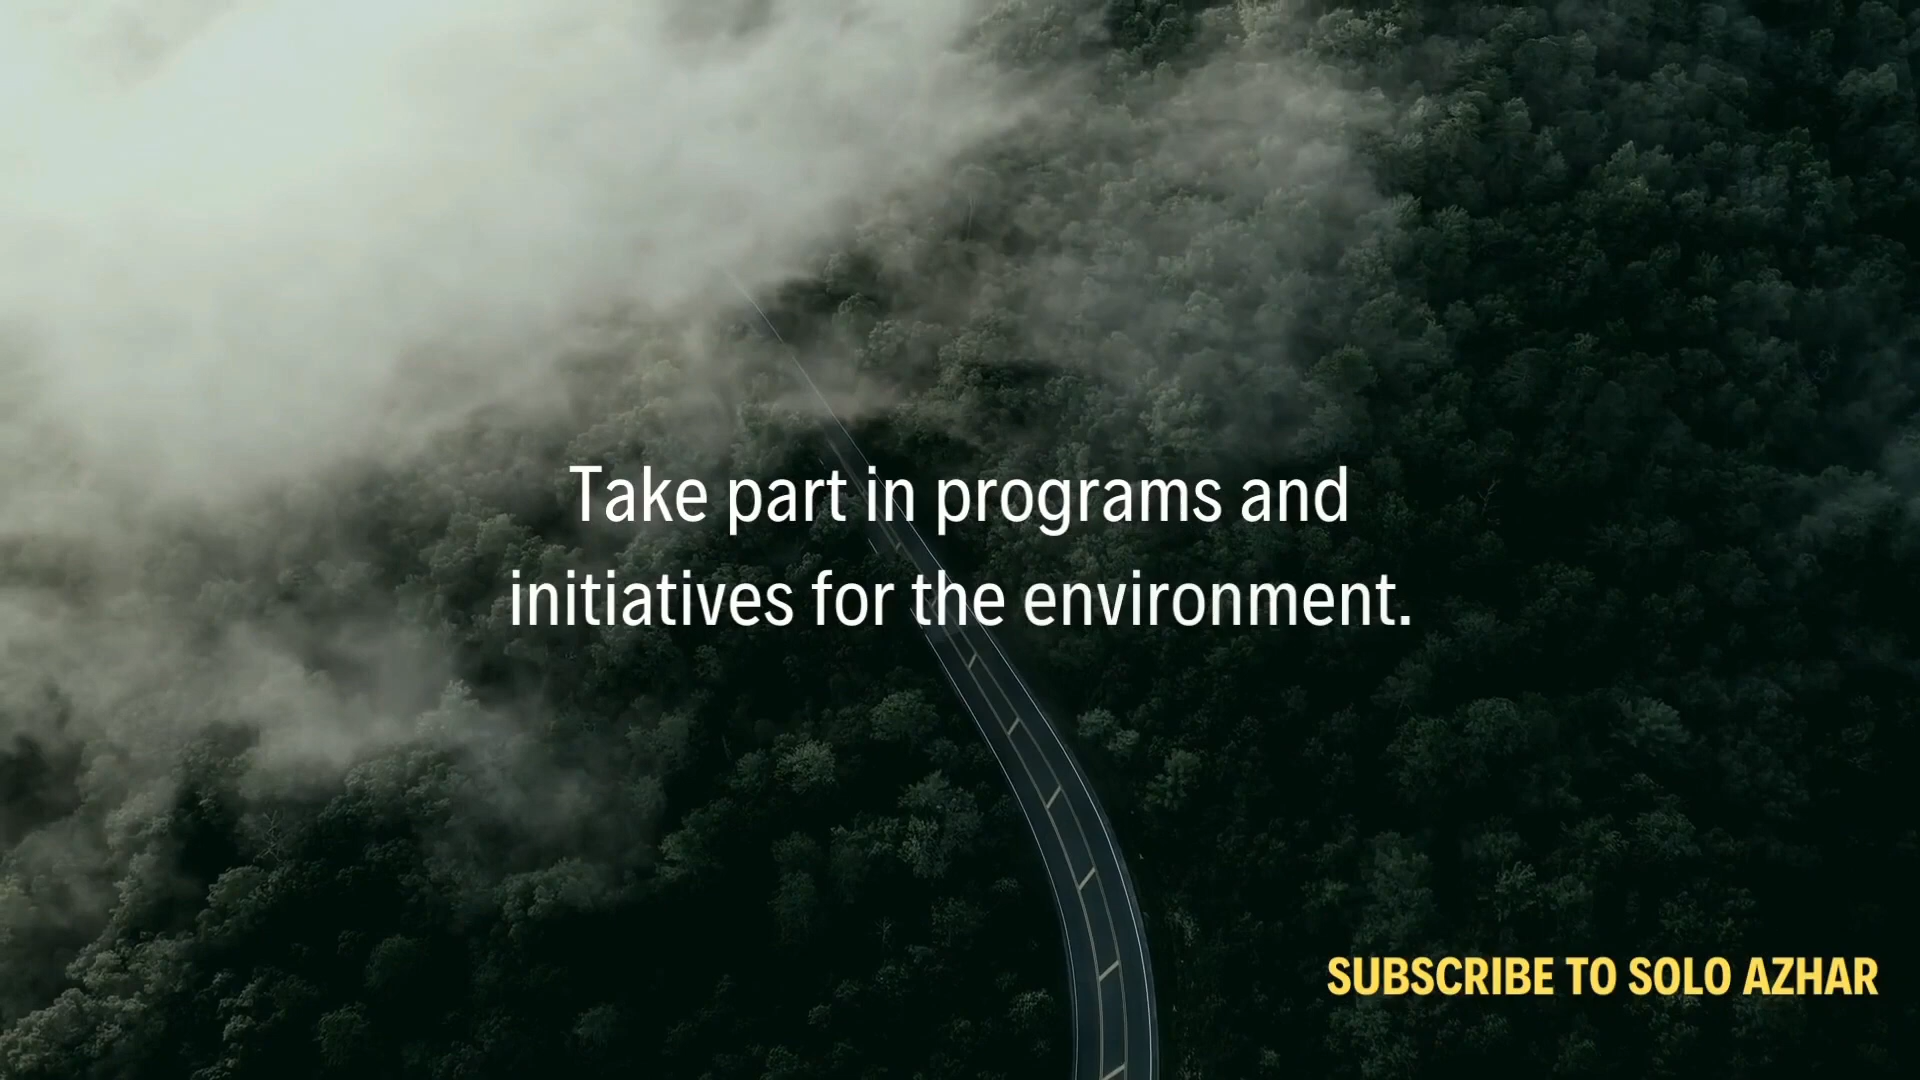 Take part in programs and
initiatives for the environment.
SUBSCRIBE TO SOLO AZHAR